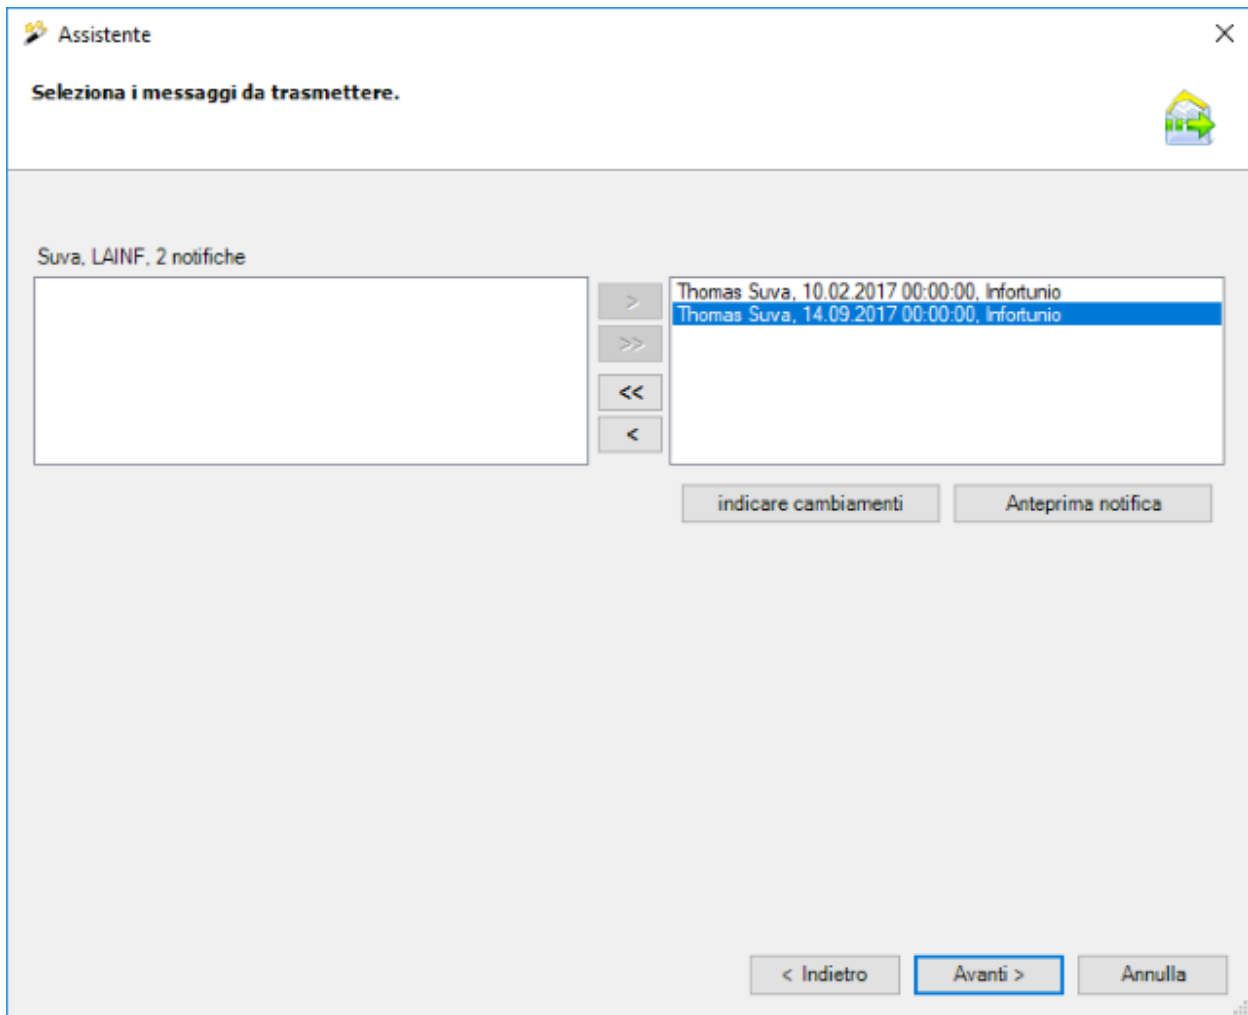 Assistente
Seleziona i messaggi da trasmettere.
Suva, LAINF, 2 notifiche
>
>>
<<
<
Thomas Suva, 10.02.2017 00:00:00, Infortunio
Thomas Suva, 14.09.2017 00:00:00, Infortunio
indicare cambiamenti
Anteprima notifica
< Indietro
Avanti >
Annulla